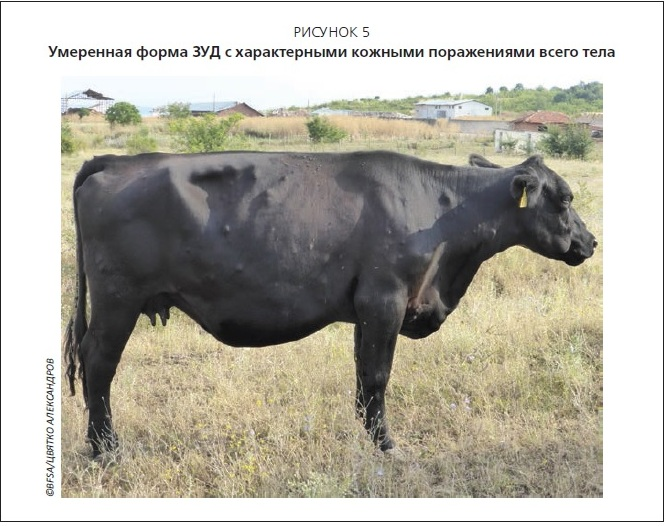 РИСУНОК 5
Умеренная форма ЗУД с характерными кожными поражениями всего тела
©BFSA/ЦВЯТКО АЛЕКСАНДРОВ